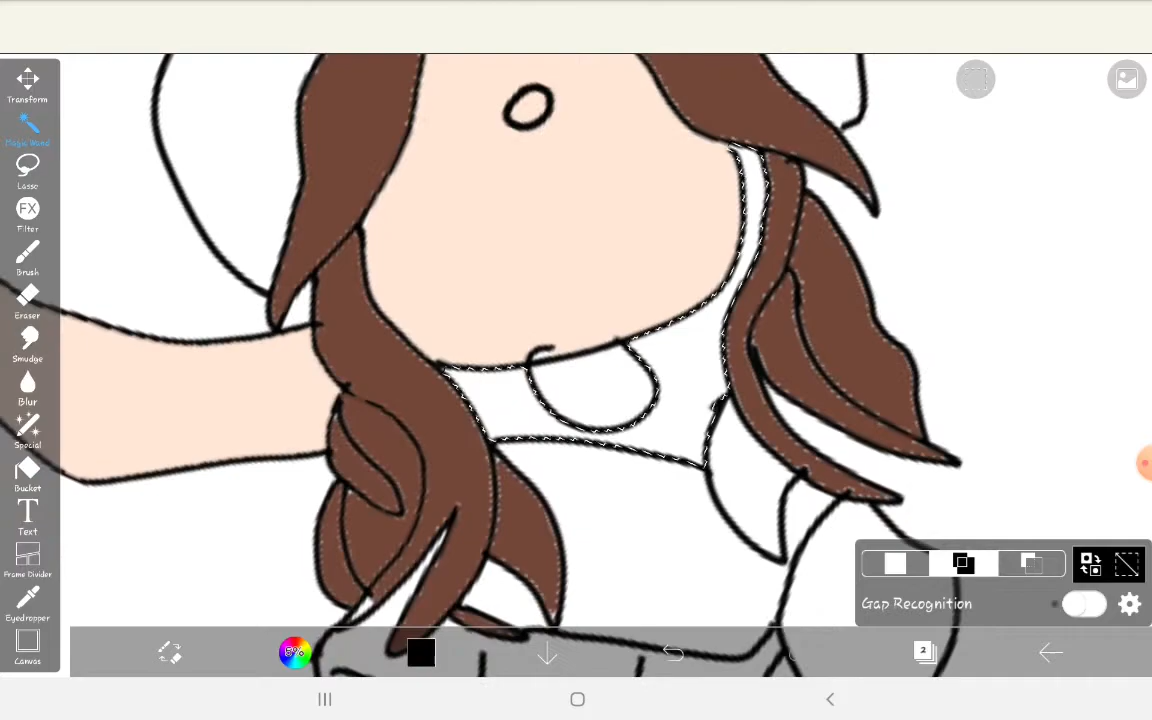 Transform
Magic Wand
Lasso
FX
Filter
Brush
Eraser
Smudge
Blur
Special
Bucket
T
Text
Frame Divider
Eyedropper
Canvas
Gap Recognition
2